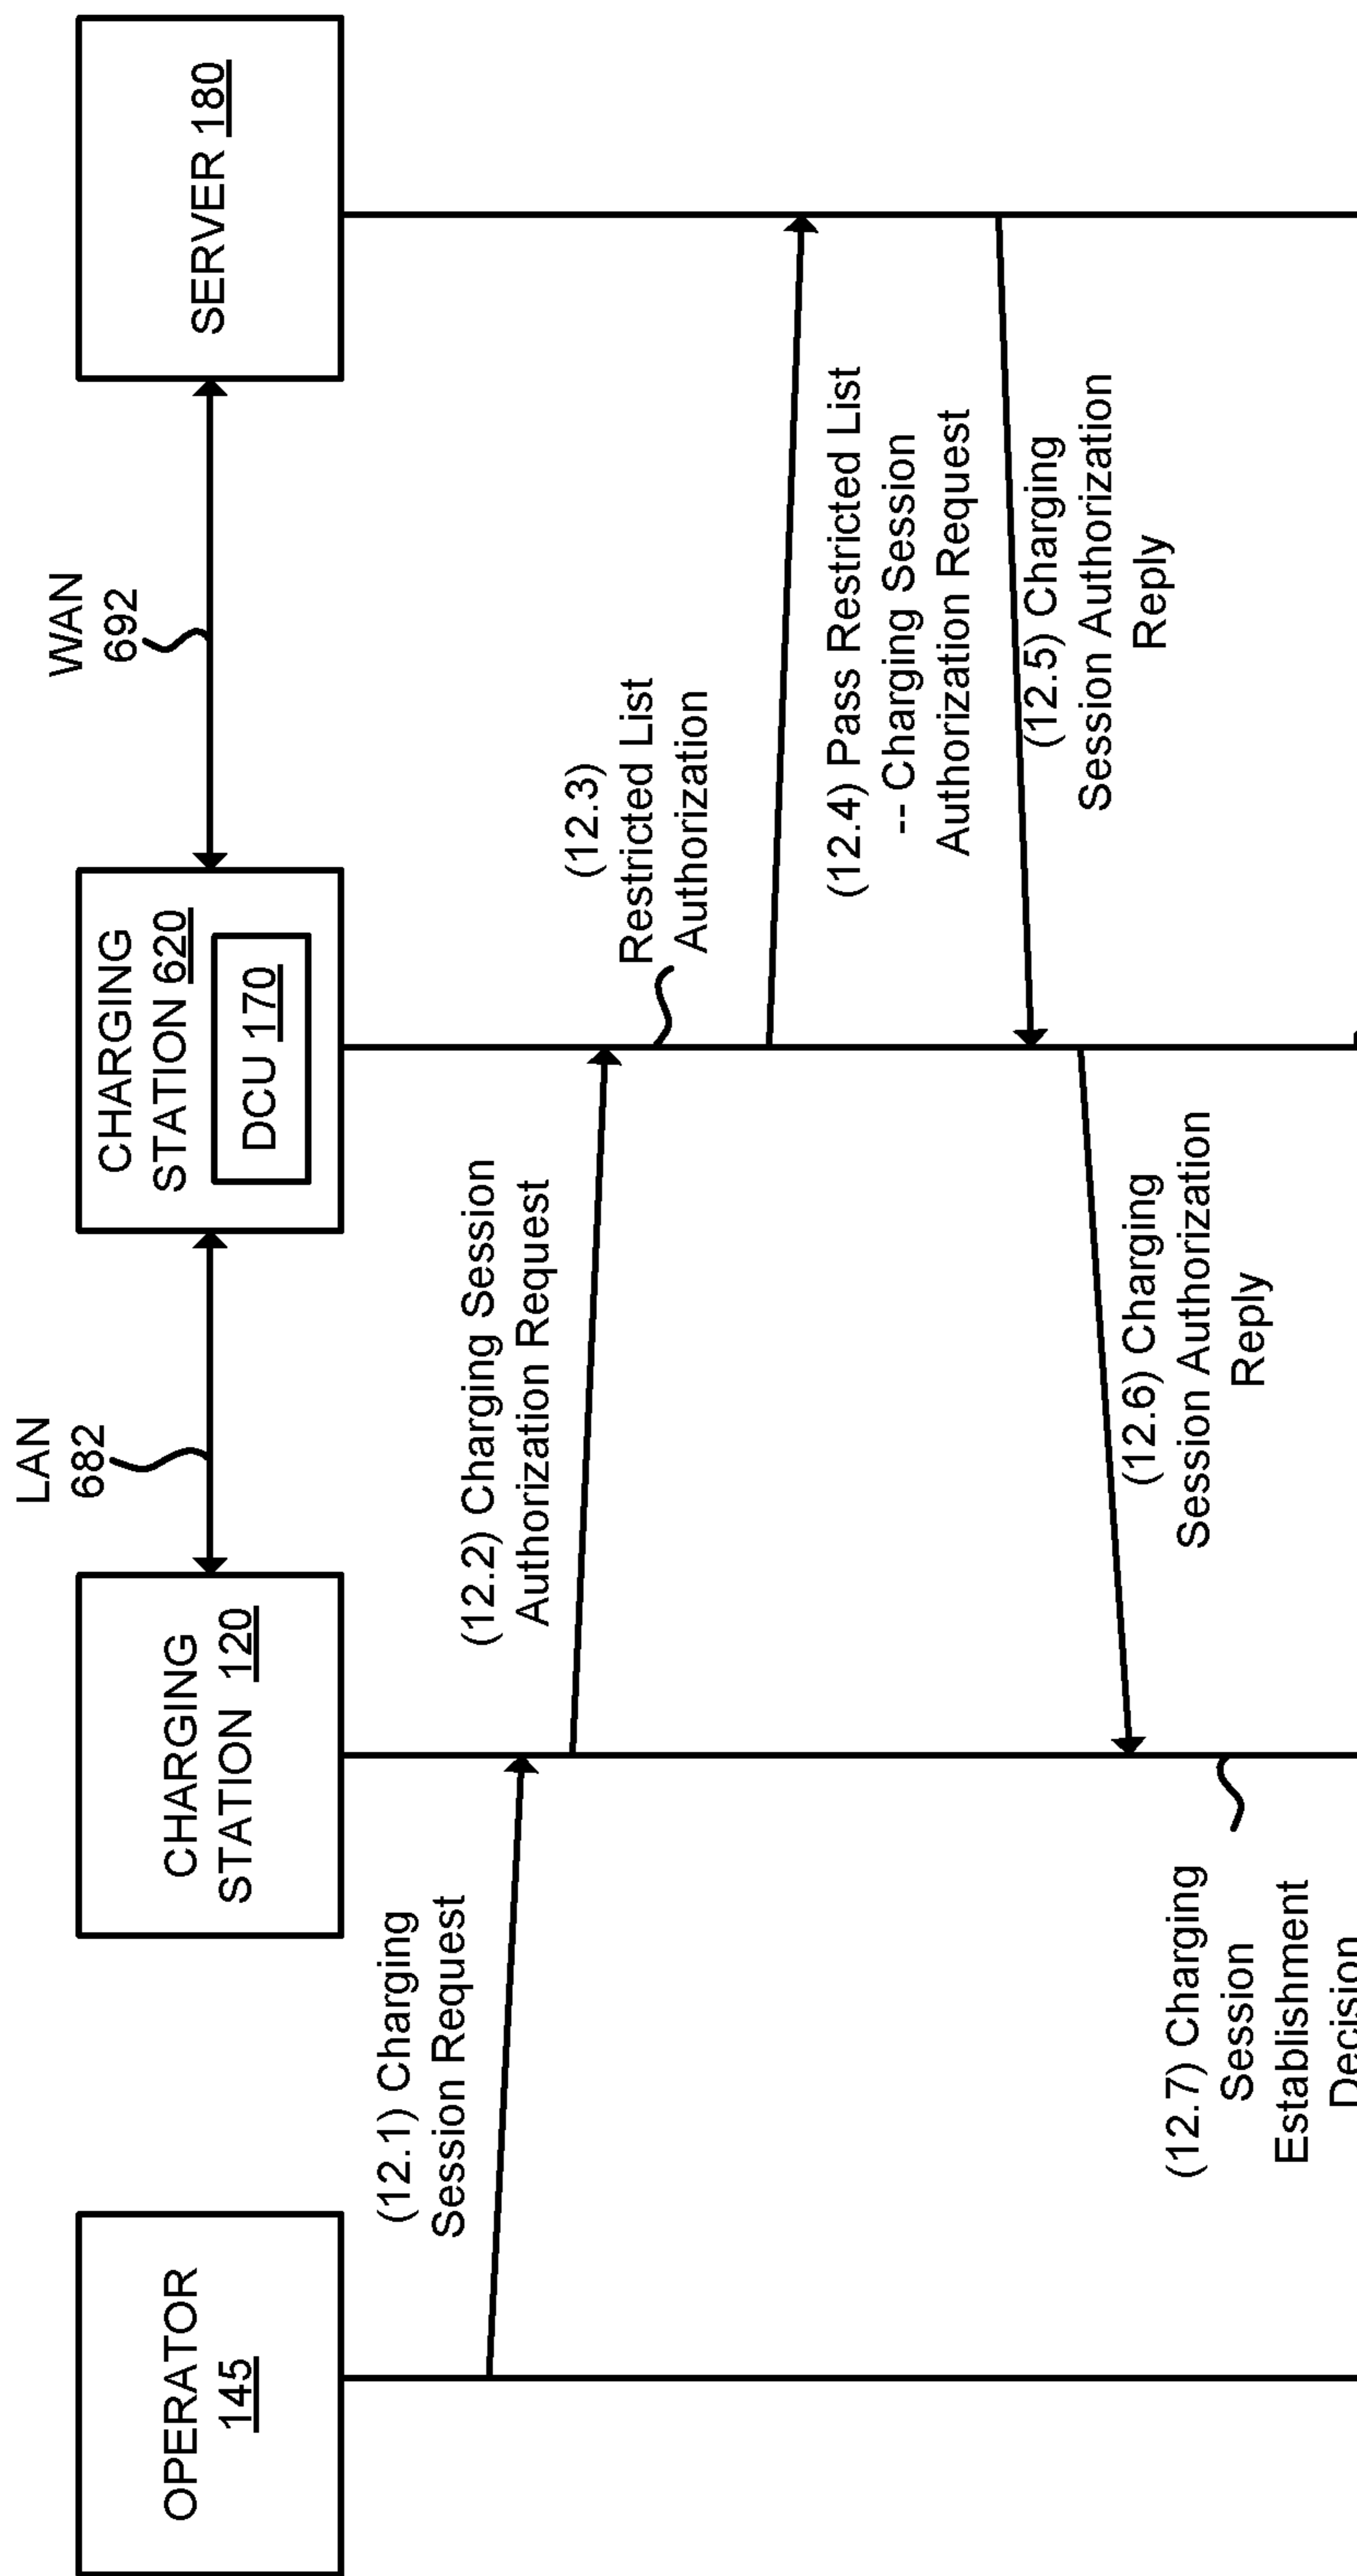 OPERATOR
145
CHARGING
STATION 120
LAN
682
CHARGING
STATION 620
DCU 170
WAN
692
SERVER 180
(12.1) Charging
Session Request
(12.2) Charging Session
Authorization Request
(12.3)
Restricted List
Authorization
(12.4) Pass Restricted List
-- Charging Session
Authorization Request
(12.5) Charging
Session Authorization
Reply
(12.6) Charging
Session Authorization
Reply
(12.7) Charging
Session
Establishment
Decision